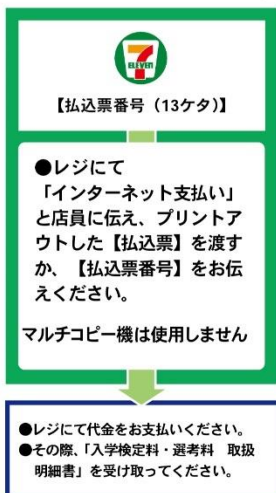 7
ELEVEN
【払込票番号（13ケタ）】
●レジにて
「インターネット支払い」
と店員に伝え、プリントア
ウトした【払込票】を渡す
か、【払込票番号】をお伝
えください。
マルチコピー機は使用しません
●レジにて代金をお支払いください。
●その際、「入学検定料・選考料　取扱
明細書」を受け取ってください。